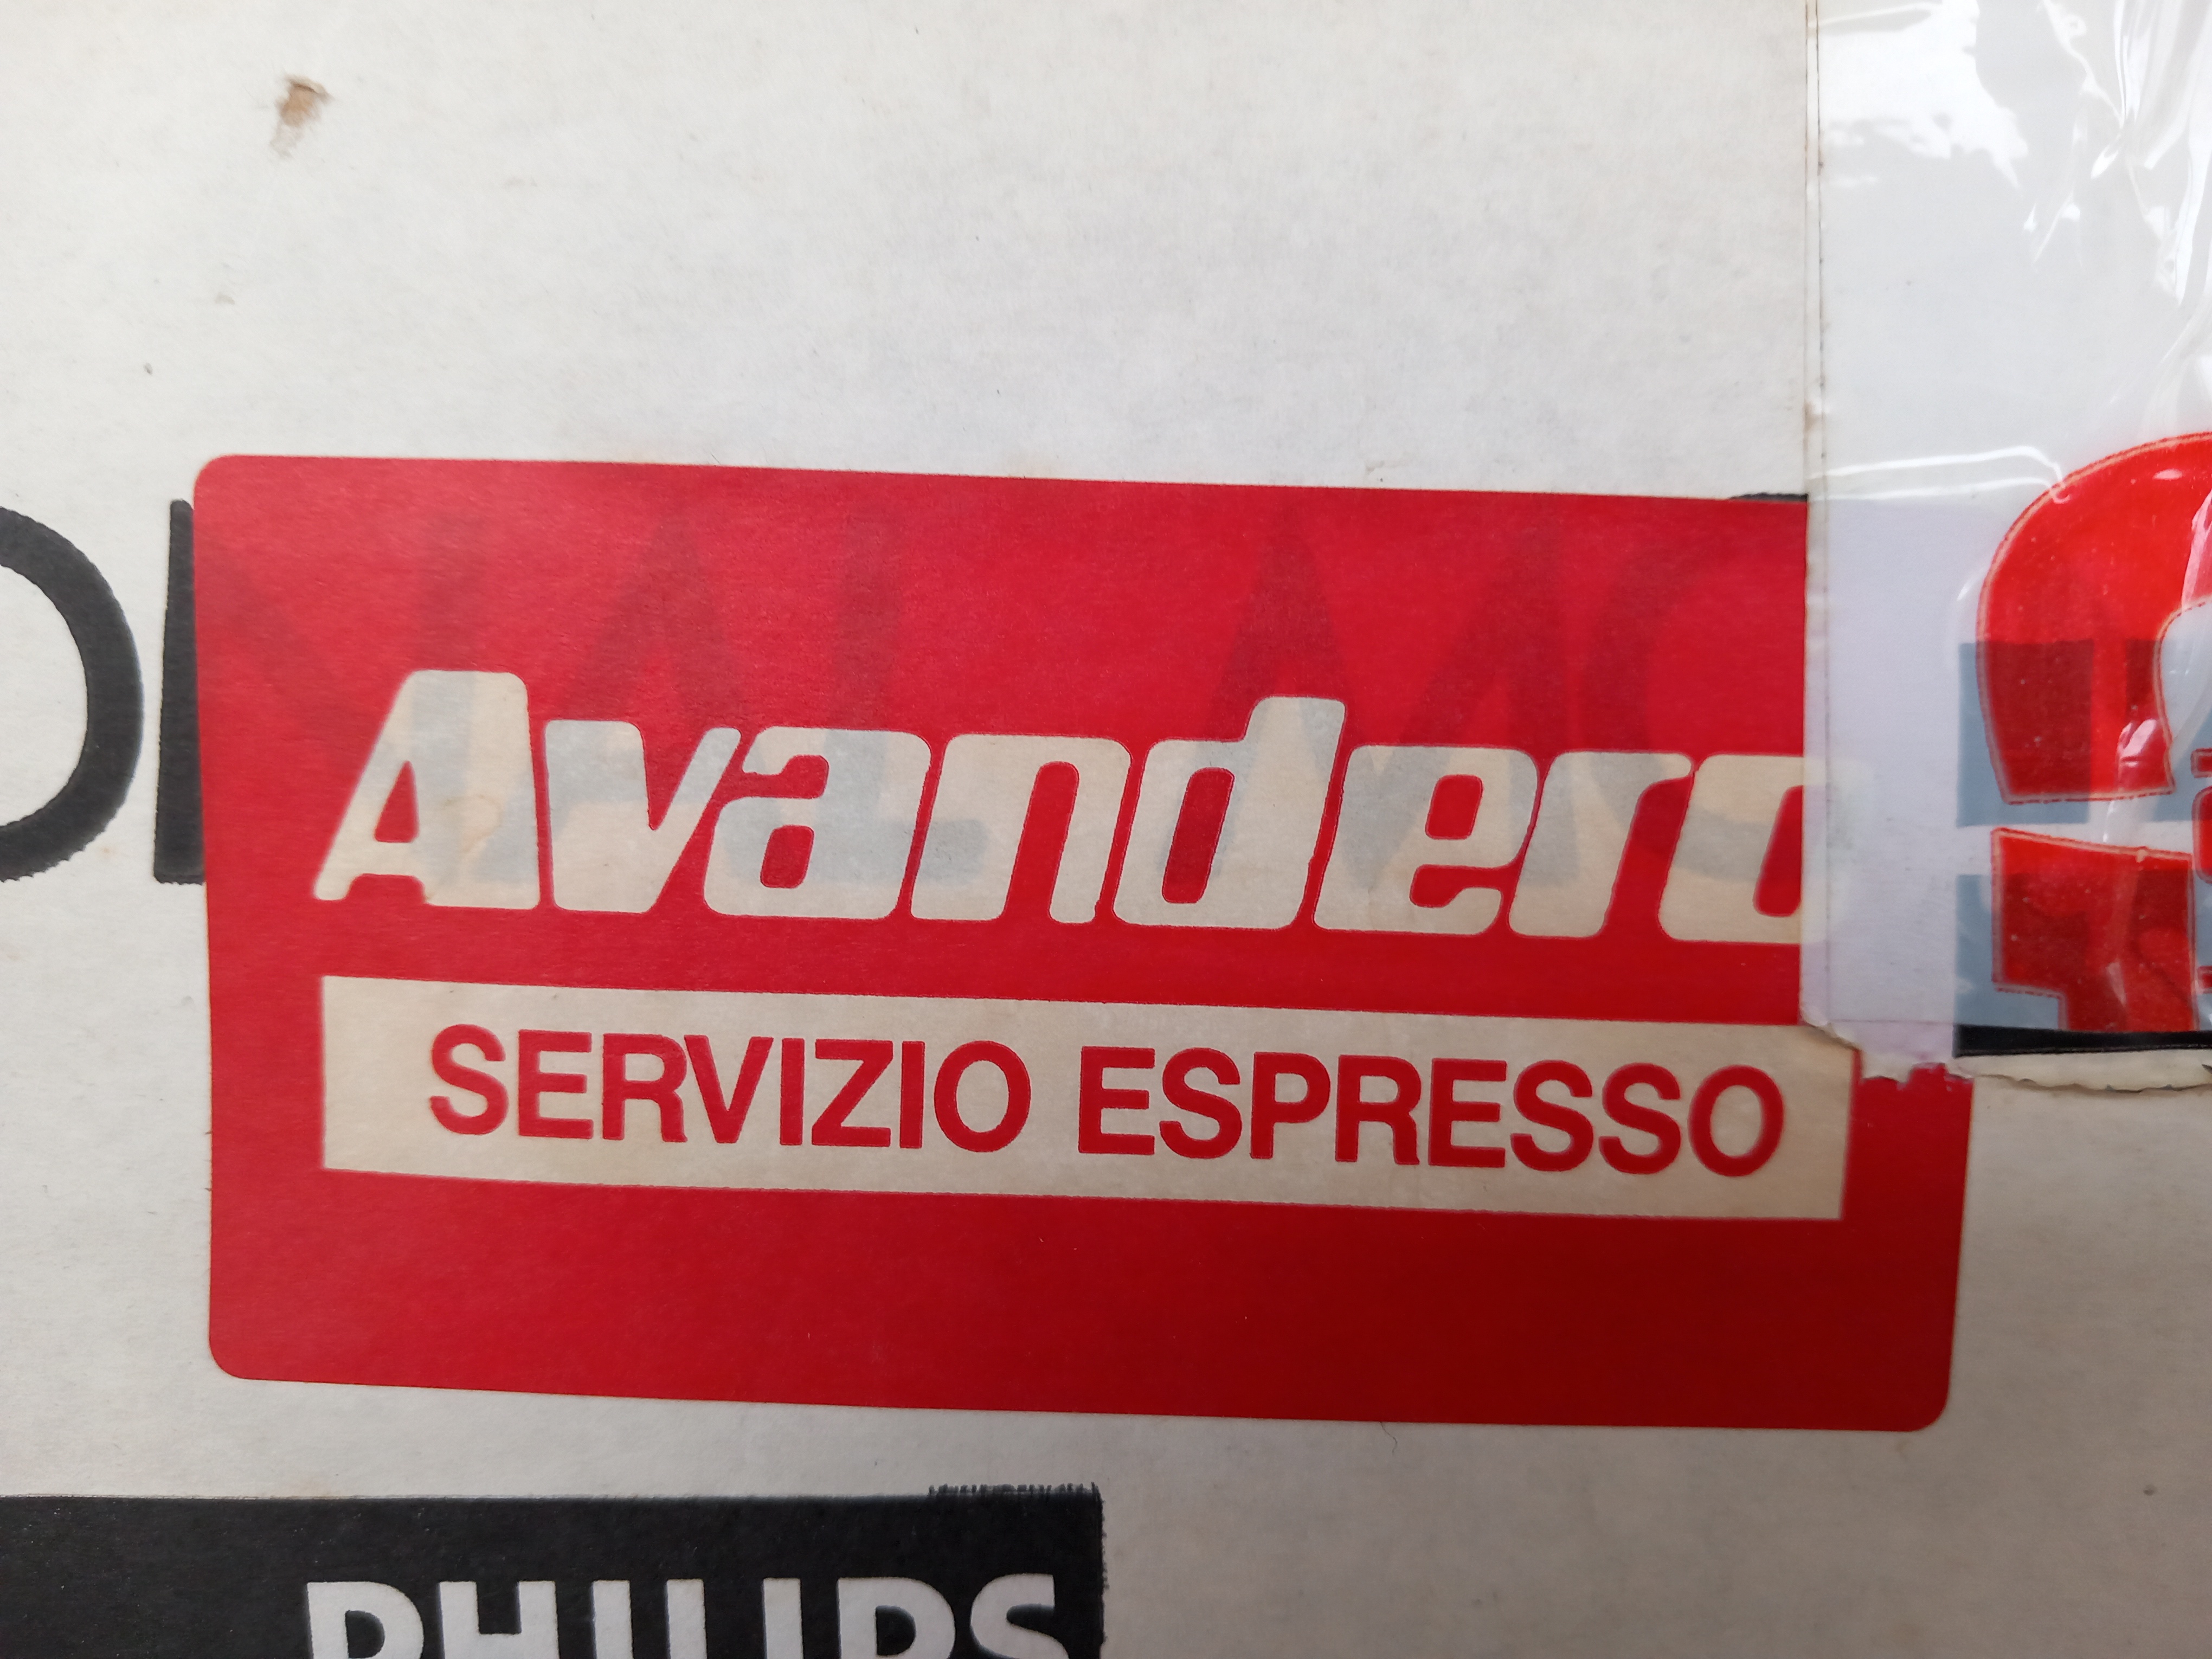 Avandero
SERVIZIO ESPRESSO
PHILIPS